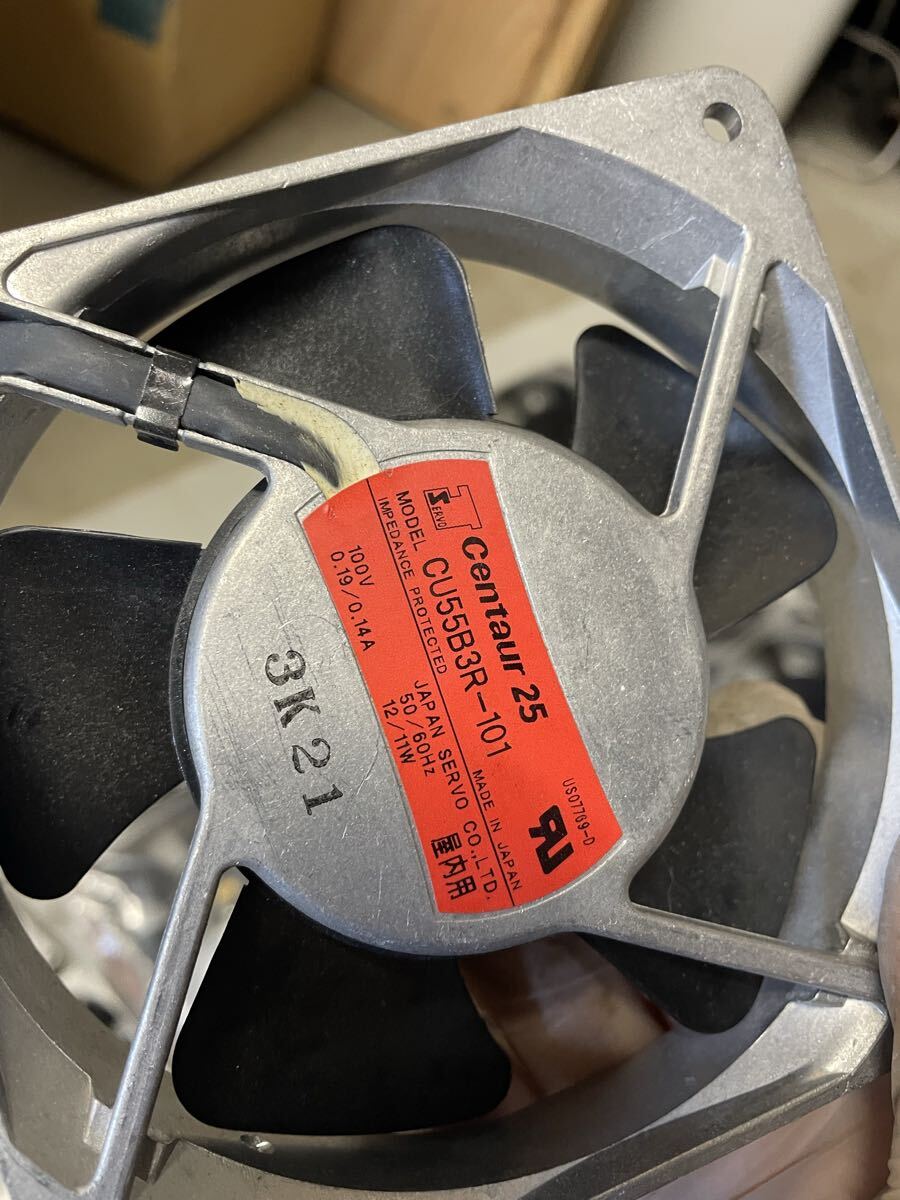 SERVO
Centaur 25
MODEL CU55B3R-101
MADE IN JAPAN
IMPEDANCE PROTECTED
JAPAN SERVO CO.,LTD.
100V
50/60Hz
屋内用
0.19/0.14A
12/11W
US07709-D
3K21